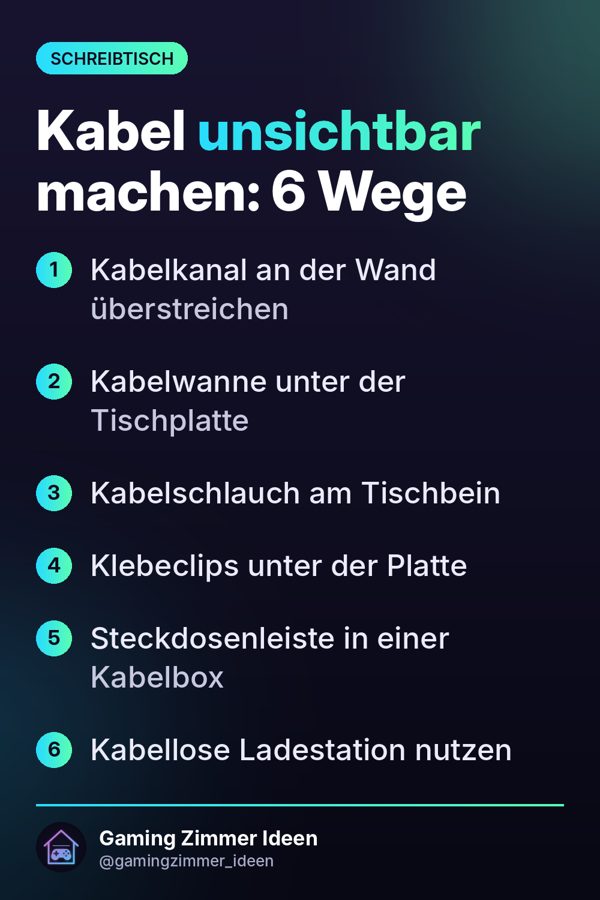 SCHREIBTISCH
Kabel unsichtbar
machen: 6 Wege
1 Kabelkanal an der Wand
überstreichen
2 Kabelwanne unter der
Tischplatte
3 Kabelschlauch am Tischbein
4 Klebeclips unter der Platte
5 Steckdosenleiste in einer
Kabelbox
6 Kabellose Ladestation nutzen
Gaming Zimmer Ideen
@gamingzimmer_ideen